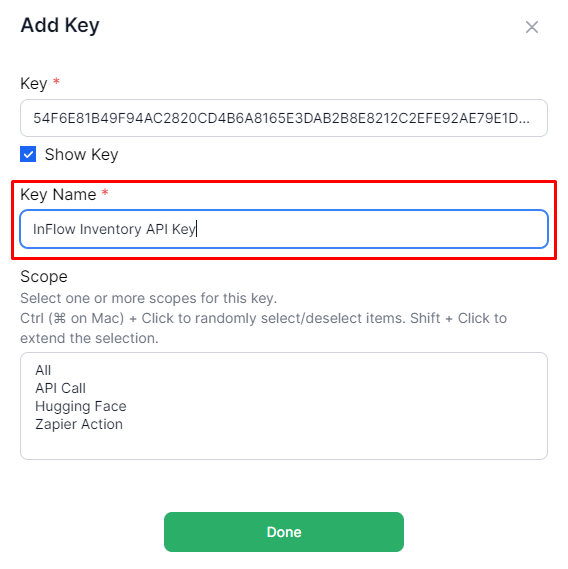 Add Key
Key *
54F6E81B49F94AC2820CD4B6A8165E3DAB2B8E8212C2EFE92AE79E1D...
Show Key
Key Name *
InFlow Inventory API Key
Scope
Select one or more scopes for this key.
Ctrl (⌘ on Mac) + Click to randomly select/deselect items. Shift + Click to
extend the selection.
All
API Call
Hugging Face
Zapier Action
Done